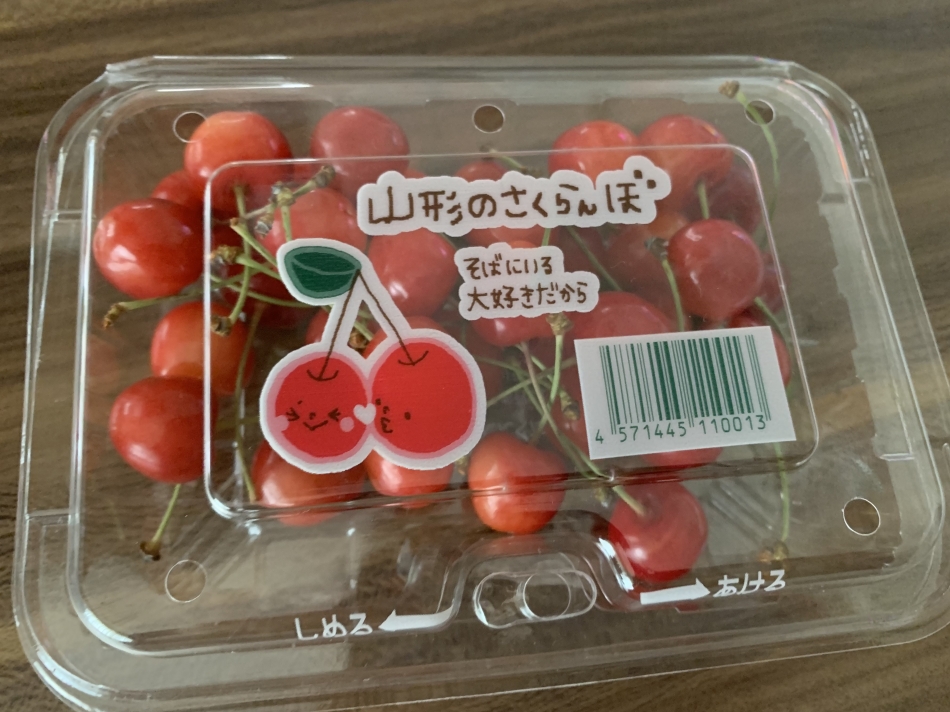 山形のさくらんぼ
そばにいる
大好きだから
4 571445 110013
しめる
あける